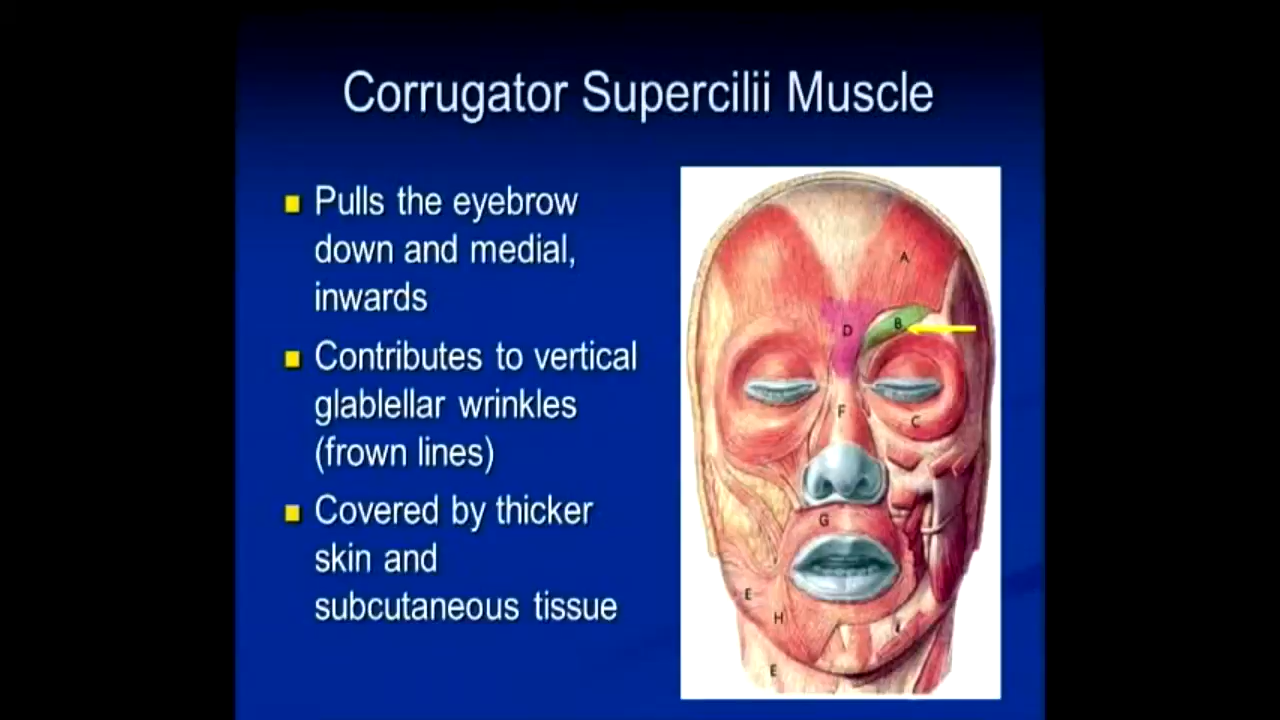 Corrugator Supercilii Muscle
Pulls the eyebrow
down and medial,
inwards
Contributes to vertical
glablellar wrinkles
(frown lines)
Covered by thicker
skin and
subcutaneous tissue
A
D
B
F
C
G
E
H
E